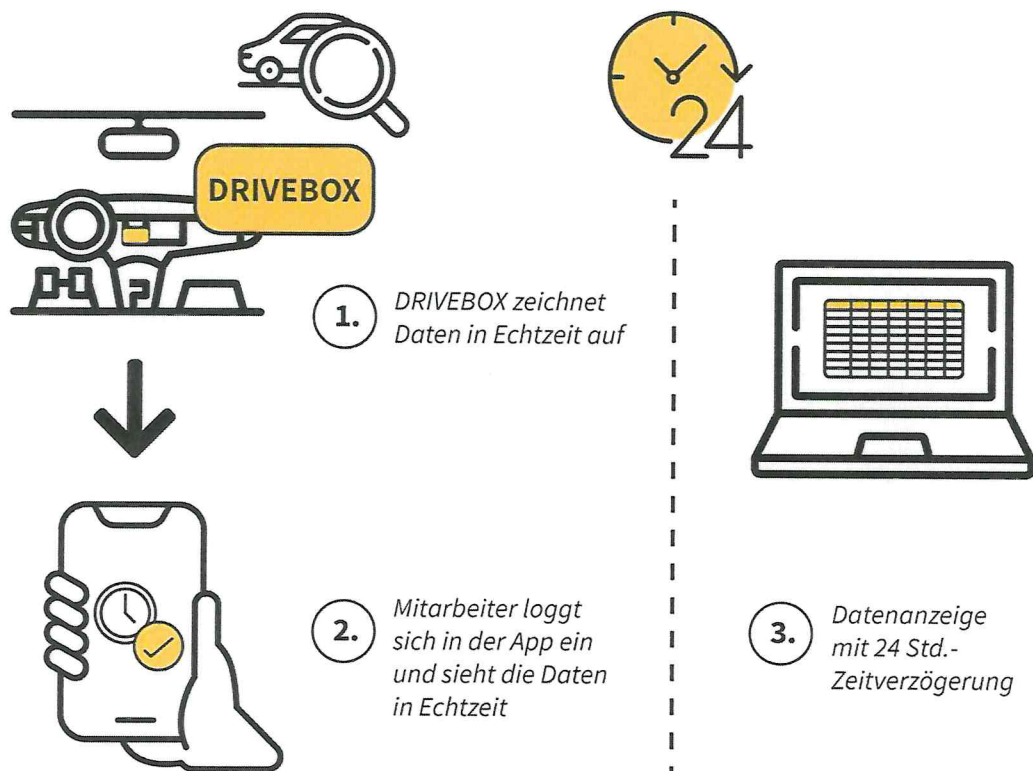 DRIVEBOX
24
1.
DRIVEBOX zeichnet
Daten in Echtzeit auf
2.
Mitarbeiter loggt
sich in der App ein
und sieht die Daten
in Echtzeit
3.
Datenanzeige
mit 24 Std.-
Zeitverzögerung